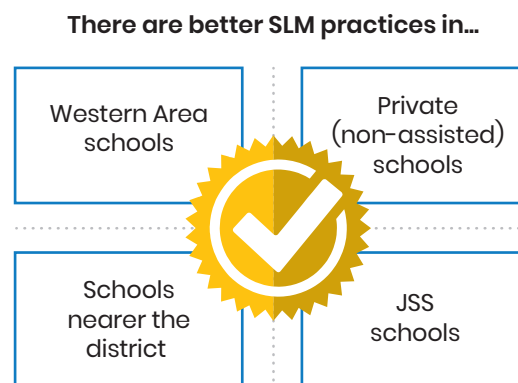 There are better SLM practices in...
Western Area
schools
Private
(non-assisted)
schools
Schools
nearer the
district
JSS
schools